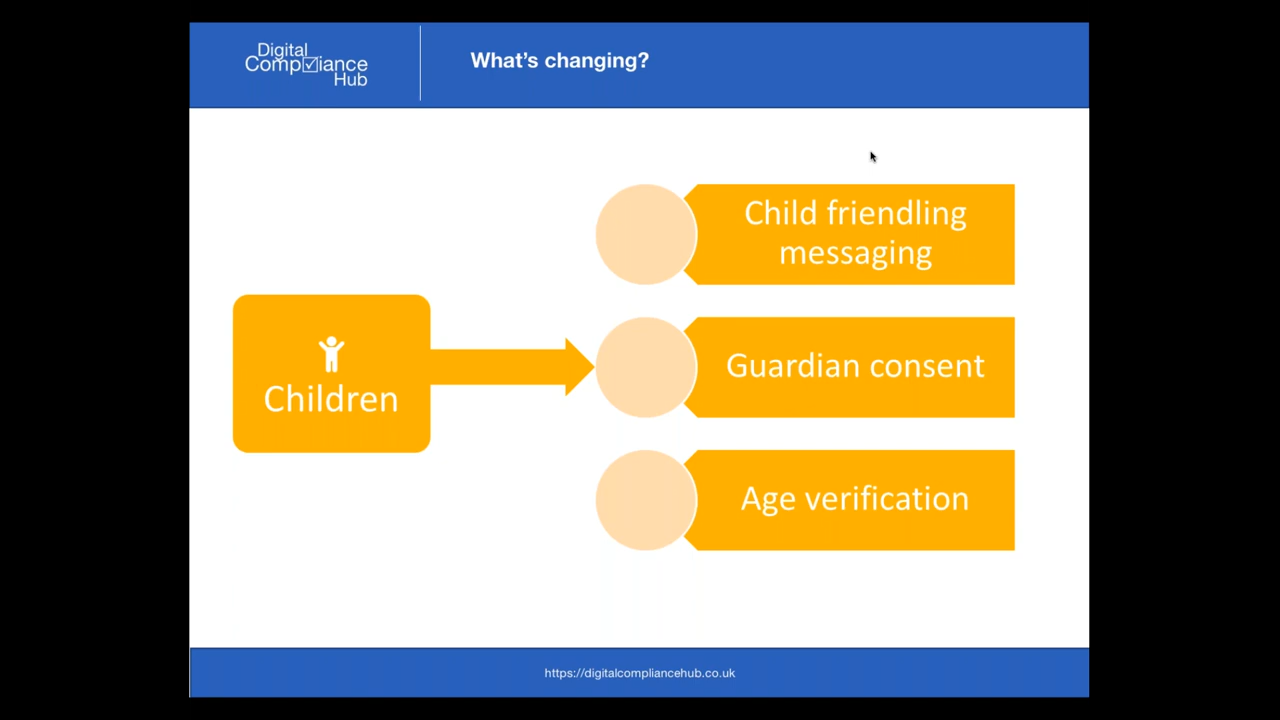 Digital
Compliance
Hub
What's changing?
Child friendling
messaging
Children
Guardian consent
Age verification
https://digitalcompliancehub.co.uk